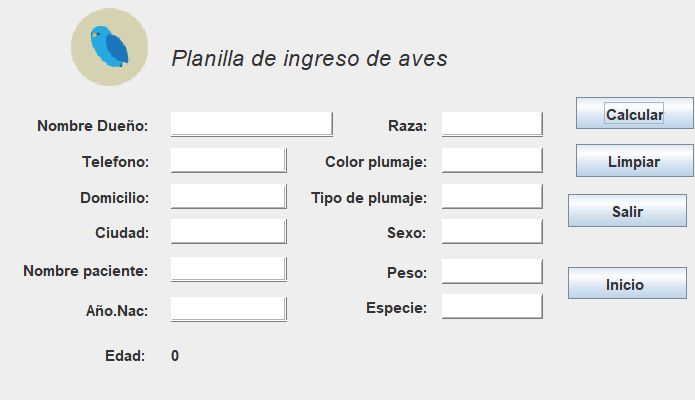 Planilla de ingreso de aves
Nombre Dueño:
Telefono:
Domicilio:
Ciudad:
Nombre paciente:
Año.Nac:
Edad: 0
Raza:
Color plumaje:
Tipo de plumaje:
Sexo:
Peso:
Especie:
Calcular
Limpiar
Salir
Inicio